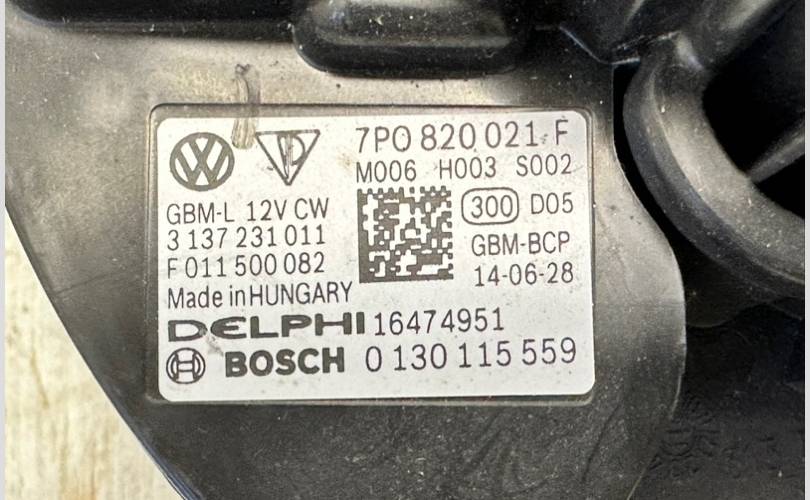 7P0 820 021 F
M006 H003 S002
GBM-L 12V CW
3 137 231 011
F 011 500 082
Made in HUNGARY
300 D05
GBM-BCP
14-06-28
DELPHI 16474951
BOSCH 0 130 115 559